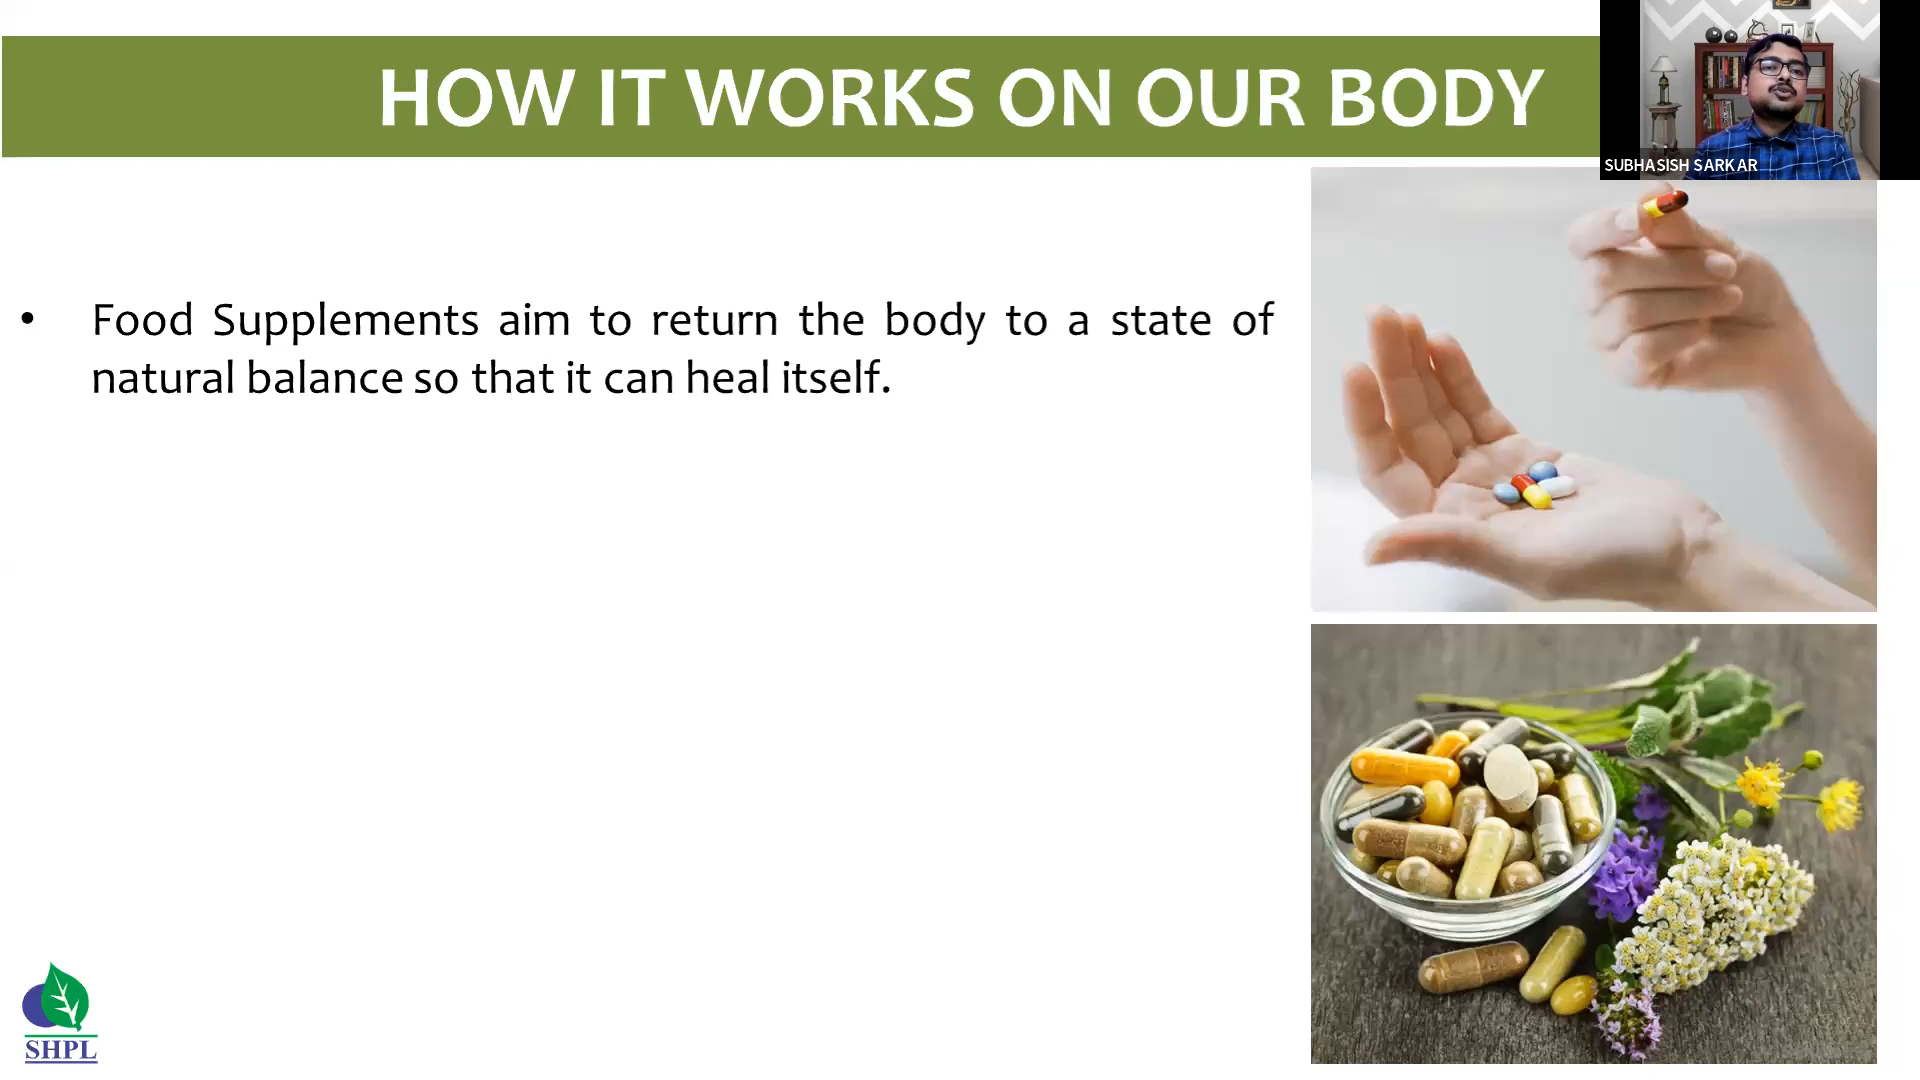 HOW IT WORKS ON OUR BODY
SUBHASISH SARKAR
• Food Supplements aim to return the body to a state of
natural balance so that it can heal itself.
SHPL